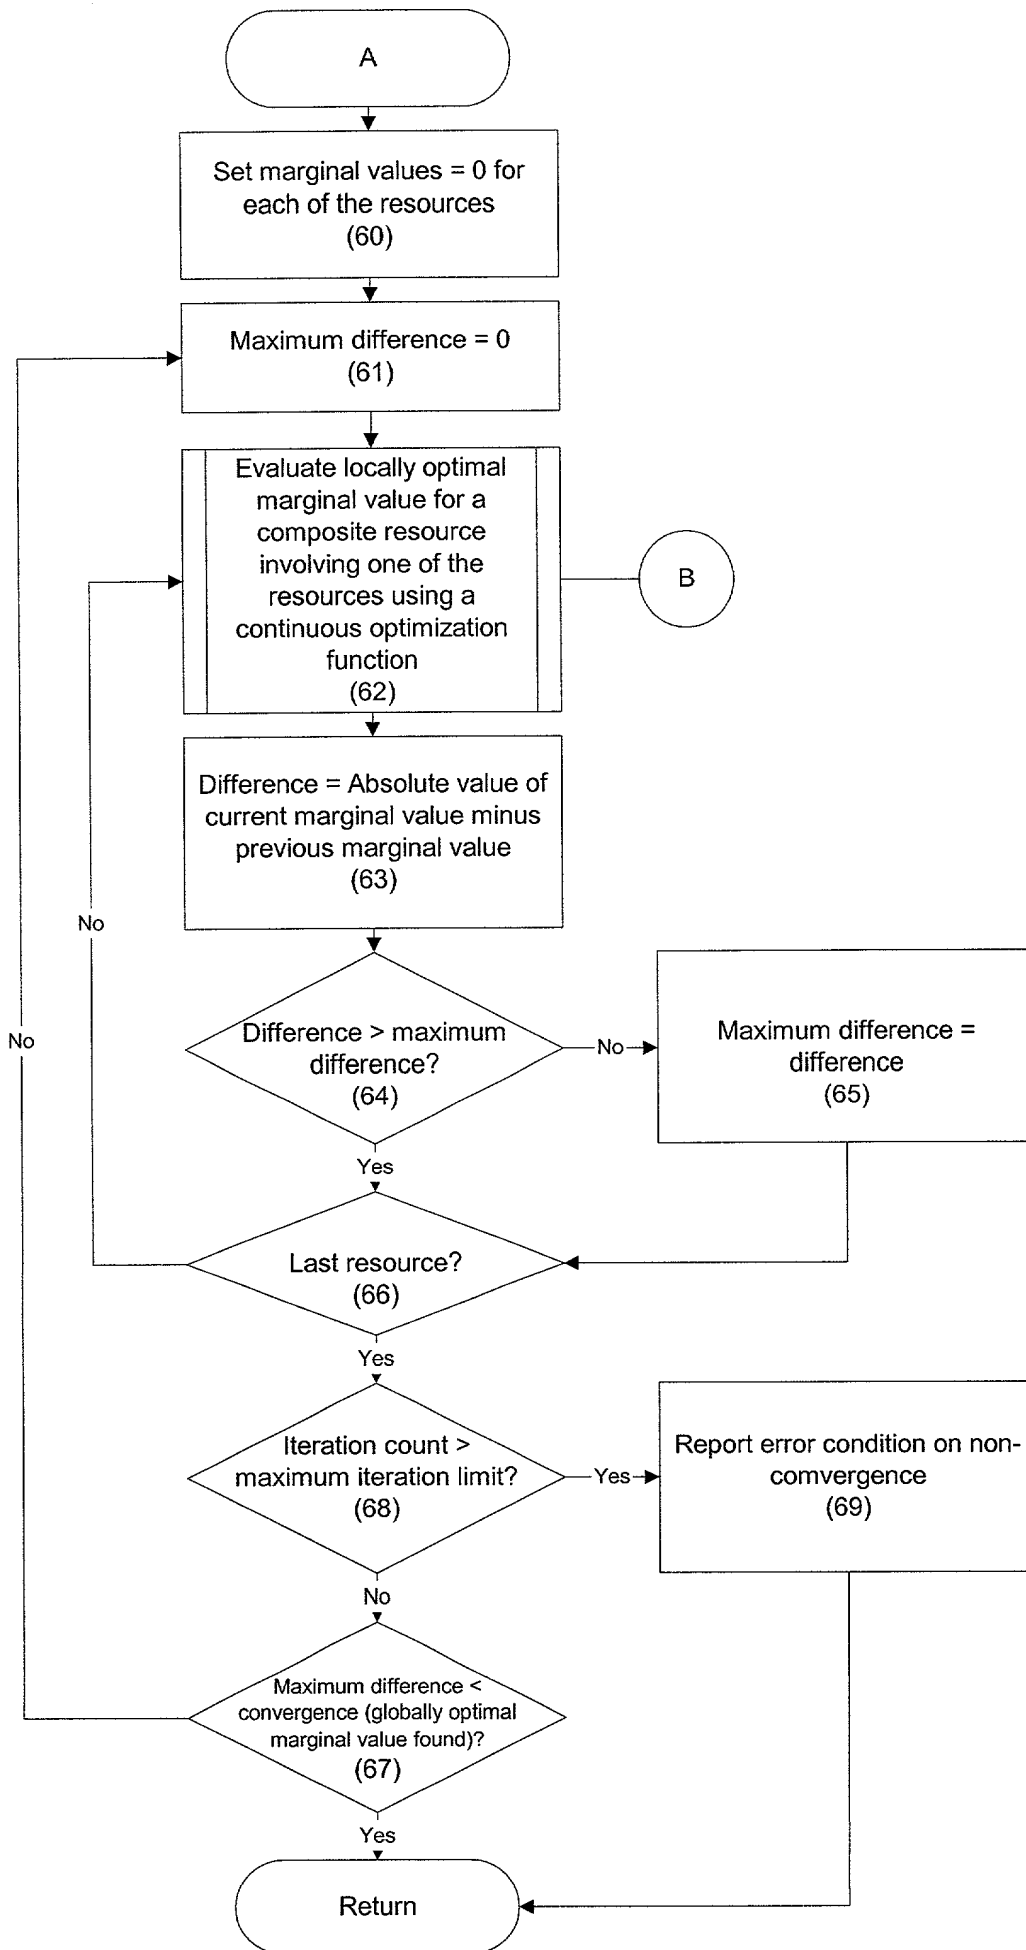 A
Set marginal values = 0 for
each of the resources
(60)
Maximum difference = 0
(61)
Evaluate locally optimal
marginal value for a
composite resource
involving one of the
resources using a
continuous optimization
function
(62)
B
Difference = Absolute value of
current marginal value minus
previous marginal value
(63)
No
No
Difference > maximum
difference?
(64)
No
Maximum difference =
difference
(65)
Yes
Last resource?
(66)
Yes
Iteration count >
maximum iteration limit?
(68)
Yes
Report error condition on non-
comvergence
(69)
No
Maximum difference <
convergence (globally optimal
marginal value found)?
(67)
Yes
Return